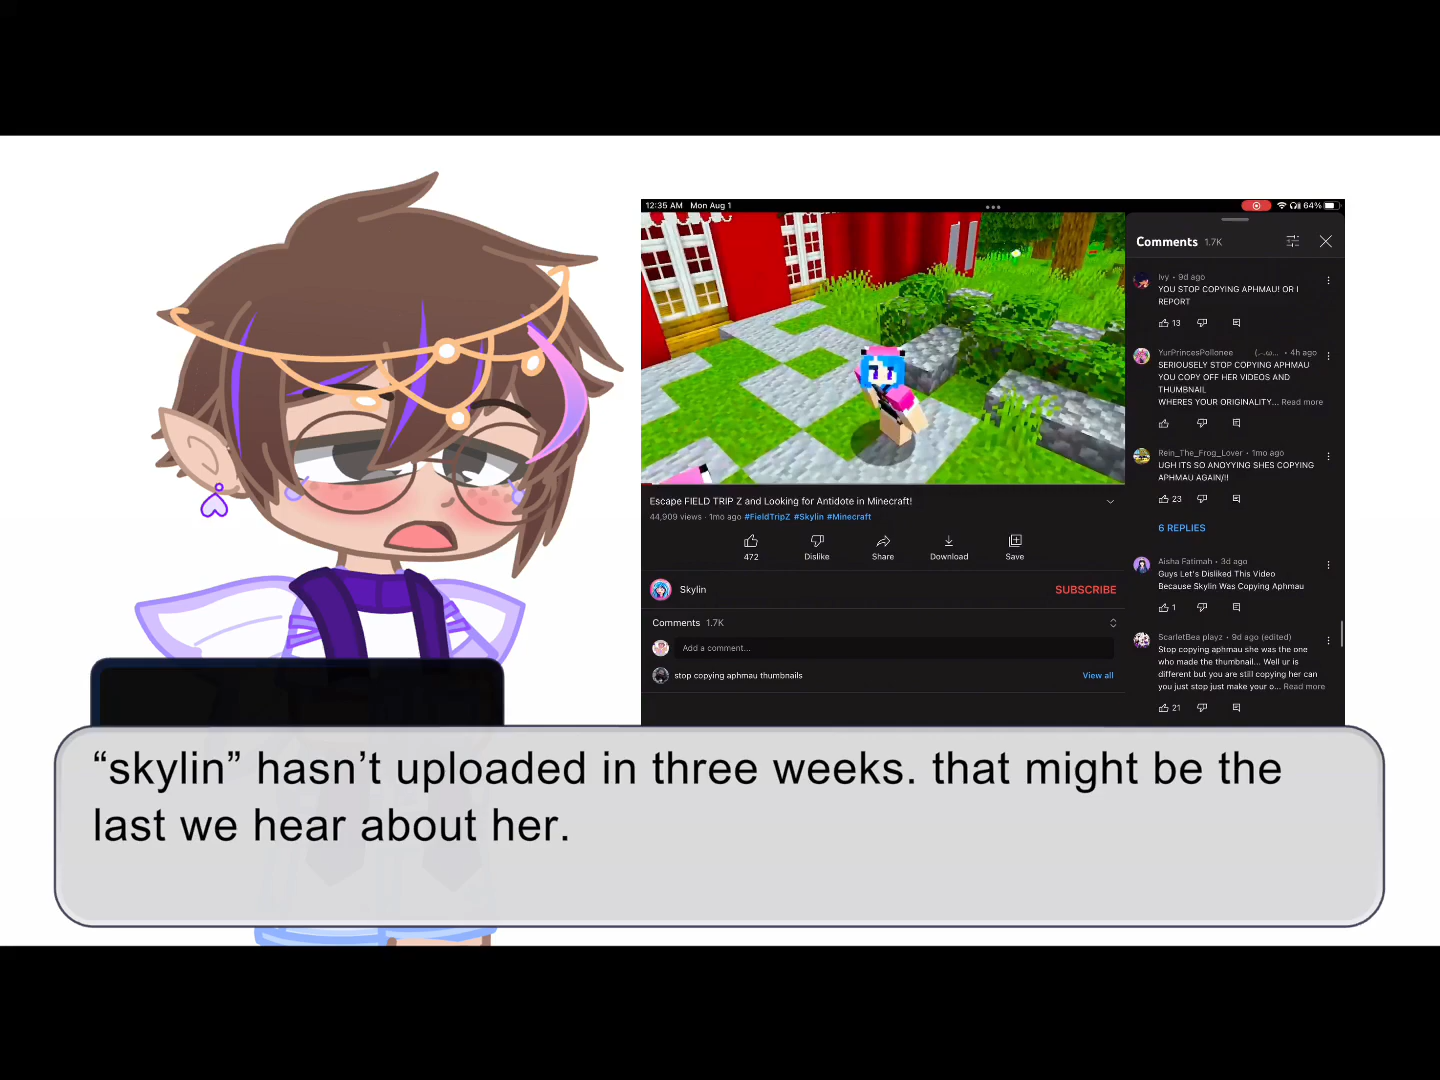 12:35 AM Mon Aug 1
64%
Comments 1.7K
Ivy • 9d ago
YOU STOP COPYING APHMAU! OR I
REPORT
13
YurPrincesPollonee (.-.ω... • 4h ago
SERIOUSELY STOP COPYING APHMAU
YOU COPY OFF HER VIDEOS AND
THUMBNAIL
WHERES YOUR ORIGINALITY... Read more
Rein_The_Frog_Lover • 1mo ago
UGH ITS SO ANOYYING SHES COPYING
APHMAU AGAIN/!!
23
6 REPLIES
Aisha Fatimah • 3d ago
Guys Let's Disliked This Video
Because Skylin Was Copying Aphmau
1
ScarletBea playz • 9d ago (edited)
Stop copying aphmau she was the one
who made the thumbnail... Well ur is
different but you are still copying her can
you just stop just make your o... Read more
21
Escape FIELD TRIP Z and Looking for Antidote in Minecraft!
44,909 views • 1mo ago #FieldTripZ #Skylin #Minecraft
472 Dislike Share Download Save
Skylin SUBSCRIBE
Comments 1.7K
Add a comment...
stop copying aphmau thumbnails View all
“skylin” hasn’t uploaded in three weeks. that might be the
last we hear about her.